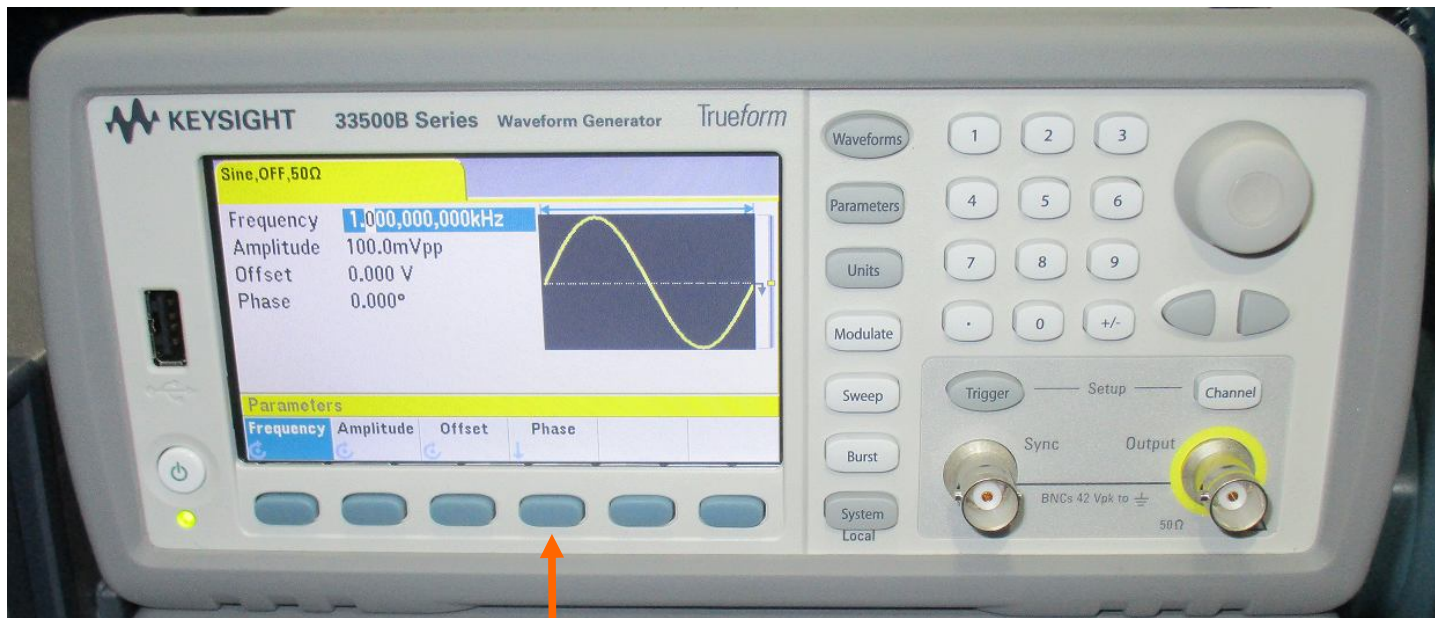 KEYSIGHT 33500B Series Waveform Generator Trueform
Sine,OFF,50Ω
Frequency 1.000,000,000kHz
Amplitude 100.0mVpp
Offset 0.000 V
Phase 0.000°
Parameters
Frequency Amplitude Offset Phase
Waveforms
Parameters
Units
Modulate
Sweep
Burst
System
Local
1 2 3
4 5 6
7 8 9
. 0 +/-
Trigger Setup Channel
Sync Output
BNCs 42 Vpk to
50Ω